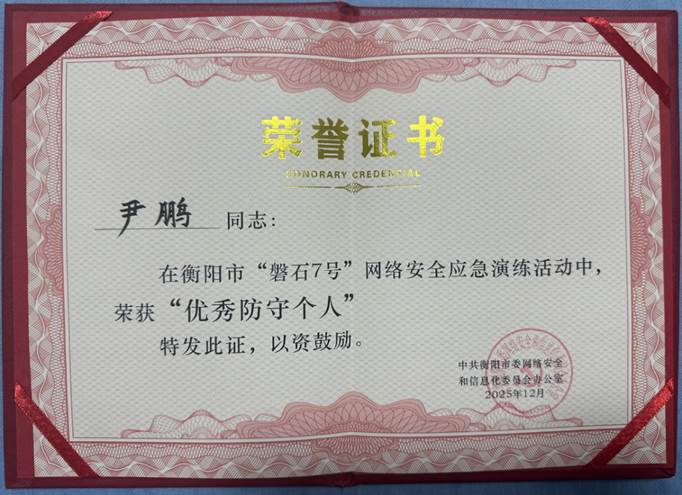 荣誉证书
HONORARY CREDENTIAL
尹鹏 同志：
在衡阳市“磐石7号”网络安全应急演练活动中，
荣获“优秀防守个人”
特发此证，以资鼓励。
中共衡阳市委网络安全
和信息化委员会办公室
2025年12月